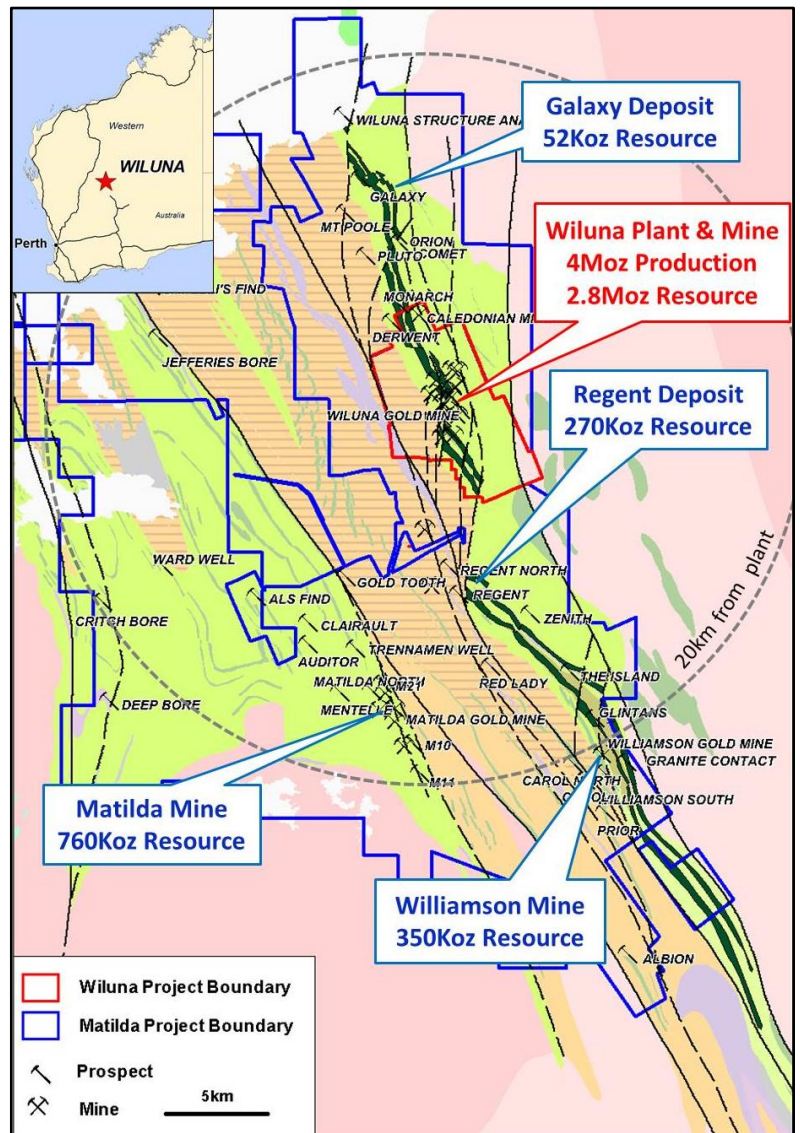 Western
WILUNA
Australia
Perth
Galaxy Deposit
52Koz Resource
Wiluna Plant & Mine
4Moz Production
2.8Moz Resource
Regent Deposit
270Koz Resource
Matilda Mine
760Koz Resource
Williamson Mine
350Koz Resource
20km from plant
WILUNA STRUCTURE
GALAXY
MT POOLE
ORION
PLUTO
COMET
MONARCH
CALEDONIAN
DERWENT
FIND
JEFFERIES BORE
WILUNA GOLD MINE
WARD WELL
GOLD TOOTH
REGENT NORTH
REGENT
ALS FIND
CRITCH BORE
CLAIRAULT
ZENITH
AUDITOR
TRENNAMEN WELL
THE ISLAND
MATILDA NORTH
M21
RED LADY
DEEP BORE
MENTELLE
MATILDA GOLD MINE
GLINTANS
M10
WILLIAMSON GOLD MINE
GRANITE CONTACT
M11
CAROL NORTH
WILLIAMSON SOUTH
PRIOR
ALBION
Wiluna Project Boundary
Matilda Project Boundary
Prospect
Mine
5km